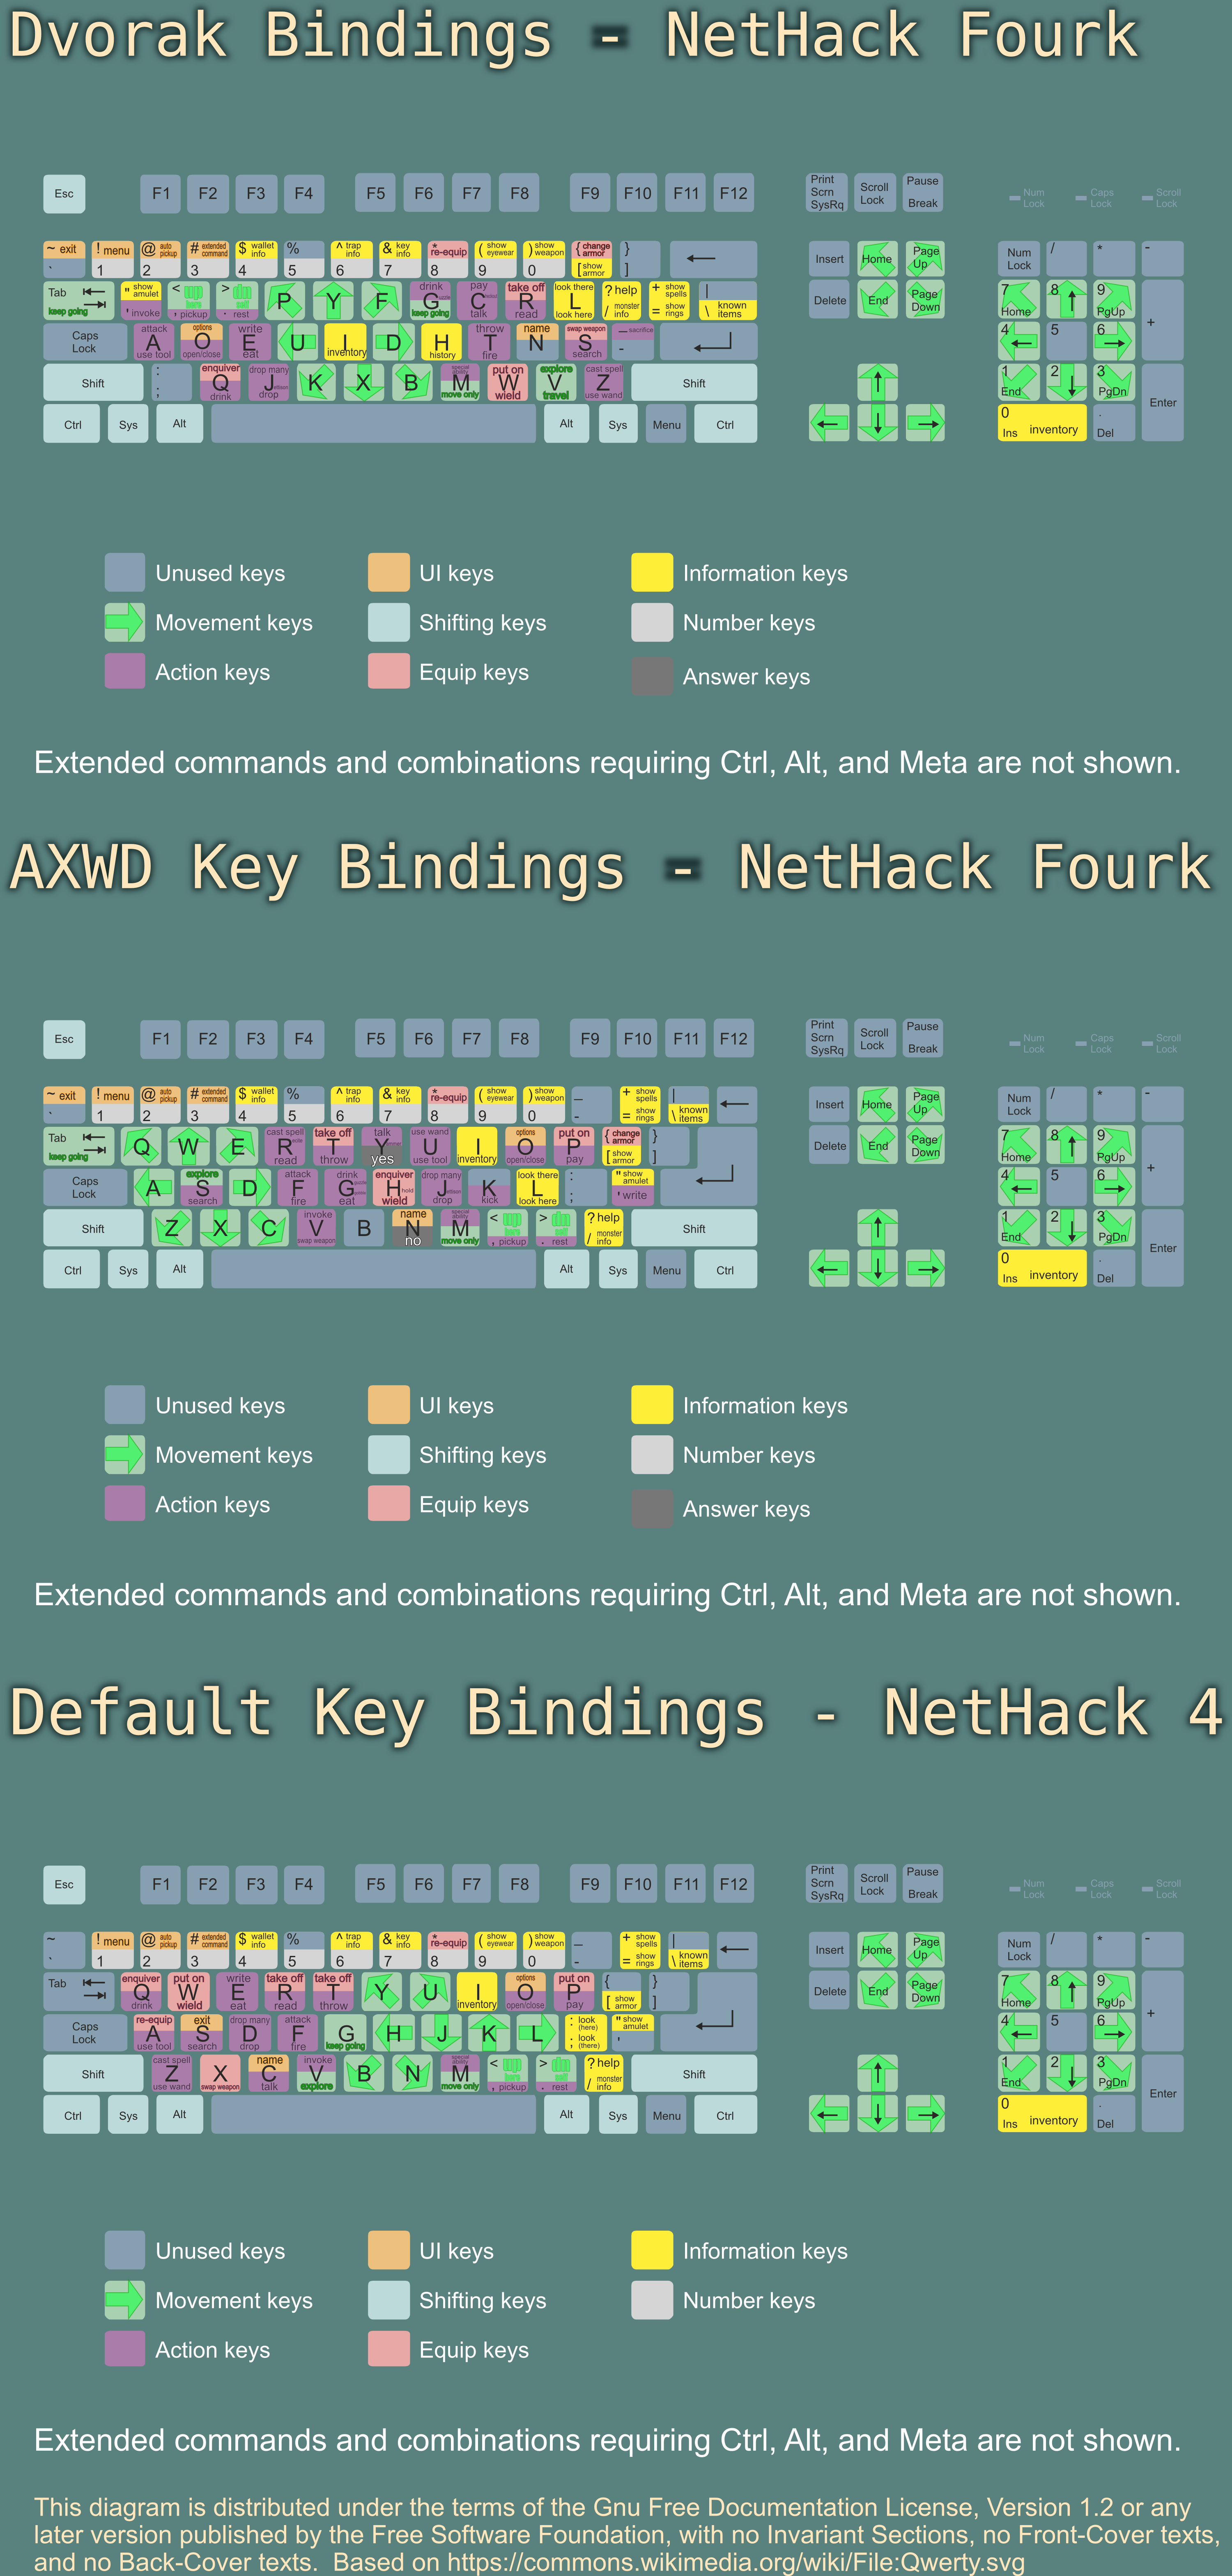 Dvorak Bindings - NetHack Fourk
Esc F1 F2 F3 F4 F5 F6 F7 F8 F9 F10 F11 F12 Print Scrn SysRq Scroll Lock Pause Break Num Lock Caps Lock Scroll Lock
~ exit ! menu @ auto pickup # extended command $ wallet info % ^ trap info & key info * re-equip ( show eyewear ) show weapon { change armor } Insert Home Page Up Num Lock / * -
` 1 2 3 4 5 6 7 8 9 0 [ show armor ]
Tab keep going " show amulet ' invoke < , pickup > . rest P Y F drink G keep going pay C talk take off R read look there L look here ? help / monster info + show spells = show rings | \ known items Delete End Page Down 7 Home 8 9 PgUp +
Caps Lock attack A use tool options O open/close write E eat U I inventory D H history throw T fire name N swap weapon S search _ sacrifice - 4 5 6
Shift : ; enquiver Q drink drop many J drop K X B special ability M move only put on W wield explore V travel cast spell Z use wand Shift 1 End 2 3 PgDn Enter
Ctrl Sys Alt Alt Sys Menu Ctrl 0 Ins inventory . Del
Unused keys UI keys Information keys
Movement keys Shifting keys Number keys
Action keys Equip keys Answer keys
Extended commands and combinations requiring Ctrl, Alt, and Meta are not shown.
AXWD Key Bindings - NetHack Fourk
Esc F1 F2 F3 F4 F5 F6 F7 F8 F9 F10 F11 F12 Print Scrn SysRq Scroll Lock Pause Break Num Lock Caps Lock Scroll Lock
~ exit ! menu @ auto pickup # extended command $ wallet info % ^ trap info & key info * re-equip ( show eyewear ) show weapon _ + show spells | Insert Home Page Up Num Lock / * -
` 1 2 3 4 5 6 7 8 9 0 - = show rings \ known items
Tab keep going Q W E cast spell R read take off T throw Y yes U use tool I inventory options O open/close put on P pay { change armor [ show armor } ] Delete End Page Down 7 Home 8 9 PgUp +
Caps Lock A explore S search D attack F fire drink G eat enquiver H wield drop many J drop K kick look there L look here : ; " show amulet ' write 4 5 6
Shift Z X C invoke V swap weapon B name N no special ability M move only < , pickup > . rest ? help / monster info Shift 1 End 2 3 PgDn Enter
Ctrl Sys Alt Alt Sys Menu Ctrl 0 Ins inventory . Del
Unused keys UI keys Information keys
Movement keys Shifting keys Number keys
Action keys Equip keys Answer keys
Extended commands and combinations requiring Ctrl, Alt, and Meta are not shown.
Default Key Bindings - NetHack 4
Esc F1 F2 F3 F4 F5 F6 F7 F8 F9 F10 F11 F12 Print Scrn SysRq Scroll Lock Pause Break Num Lock Caps Lock Scroll Lock
~ ! menu @ auto pickup # extended command $ wallet info % ^ trap info & key info * re-equip ( show eyewear ) show weapon _ + show spells | Insert Home Page Up Num Lock / * -
` 1 2 3 4 5 6 7 8 9 0 - = show rings \ known items
Tab enquiver Q drink put on W wield write E eat take off R read take off T throw Y U I inventory options O open/close put on P pay { [ show armor } ] Delete End Page Down 7 Home 8 9 PgUp +
Caps Lock re-equip A use tool exit S search drop many D drop attack F fire G keep going H J K L : look (here) ; look (there) " show amulet ' 4 5 6
Shift cast spell Z use wand X swap weapon name C talk invoke V explore B N special ability M move only < , pickup > . rest ? help / monster info Shift 1 End 2 3 PgDn Enter
Ctrl Sys Alt Alt Sys Menu Ctrl 0 Ins inventory . Del
Unused keys UI keys Information keys
Movement keys Shifting keys Number keys
Action keys Equip keys
Extended commands and combinations requiring Ctrl, Alt, and Meta are not shown.
This diagram is distributed under the terms of the Gnu Free Documentation License, Version 1.2 or any
later version published by the Free Software Foundation, with no Invariant Sections, no Front-Cover texts,
and no Back-Cover texts.  Based on https://commons.wikimedia.org/wiki/File:Qwerty.svg